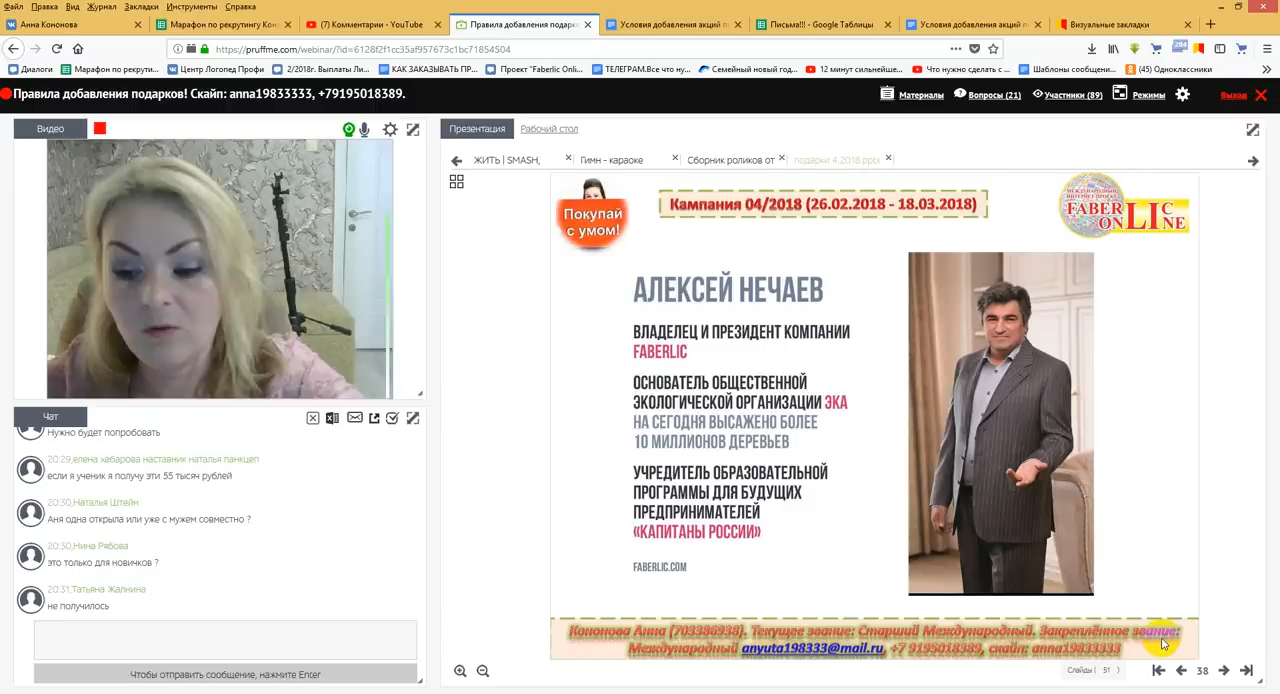 Файл Правка Вид Журнал Закладки Инструменты Справка
Анна Кононова
Марафон по рекрутингу Кон
(7) Комментарии - YouTube
Правила добавления подарк
Условия добавления акций п
Письма!!! - Google Таблицы
Условия добавления акций п
Визуальные закладки
https://pruffme.com/webinar/?id=6128f2f1cc35af957673c1bc71854504
284
Диалоги
Марафон по рекрути...
Центр Логопед Профи
2/2018г. Выплаты Ли...
КАК ЗАКАЗЫВАТЬ ПР...
Проект "Faberlic Onli...
ТЕЛЕГРАМ.Все что ну...
Семейный новый год...
12 минут сильнейше...
Что нужно сделать с ...
Шаблоны сообщени...
(45) Одноклассники
Правила добавления подарков! Скайп: anna19833333, +79195018389.
Материалы
Вопросы (21)
Участники (89)
Режимы
Выход
Видео
Презентация
Рабочий стол
ЖИТЬ | SMASH,
Гимн - караоке
Сборник роликов от
подарки 4.2018.pptx
Покупай
с умом!
Кампания 04/2018 (26.02.2018 - 18.03.2018)
МЕЖДУНАРОДНЫЙ
ИНТЕРНЕТ-ПРОЕКТ
FABERLIC
ONLINE
АЛЕКСЕЙ НЕЧАЕВ
ВЛАДЕЛЕЦ И ПРЕЗИДЕНТ КОМПАНИИ
FABERLIC
ОСНОВАТЕЛЬ ОБЩЕСТВЕННОЙ
ЭКОЛОГИЧЕСКОЙ ОРГАНИЗАЦИИ ЭКА
НА СЕГОДНЯ ВЫСАЖЕНО БОЛЕЕ
10 МИЛЛИОНОВ ДЕРЕВЬЕВ
УЧРЕДИТЕЛЬ ОБРАЗОВАТЕЛЬНОЙ
ПРОГРАММЫ ДЛЯ БУДУЩИХ
ПРЕДПРИНИМАТЕЛЕЙ
«КАПИТАНЫ РОССИИ»
FABERLIC.COM
Кононова Анна (703386938). Текущее звание: Старший Международный. Закреплённое звание:
Международный anyuta198333@mail.ru, +7 9195018389, скайп: anna19833333
Слайды ( 51 )
38
Чат
Нужно будет попробовать
20:29,елена хабарова наставник наталья панкцеп
если я ученик я получу эти 55 тысяч рублей
20:30,Наталья Штейн
Аня одна открыла или уже с мужем совместно ?
20:30,Нина Рябова
это только для новичков ?
20:31,Татьяна Жалнина
не получилось
Чтобы отправить сообщение, нажмите Enter